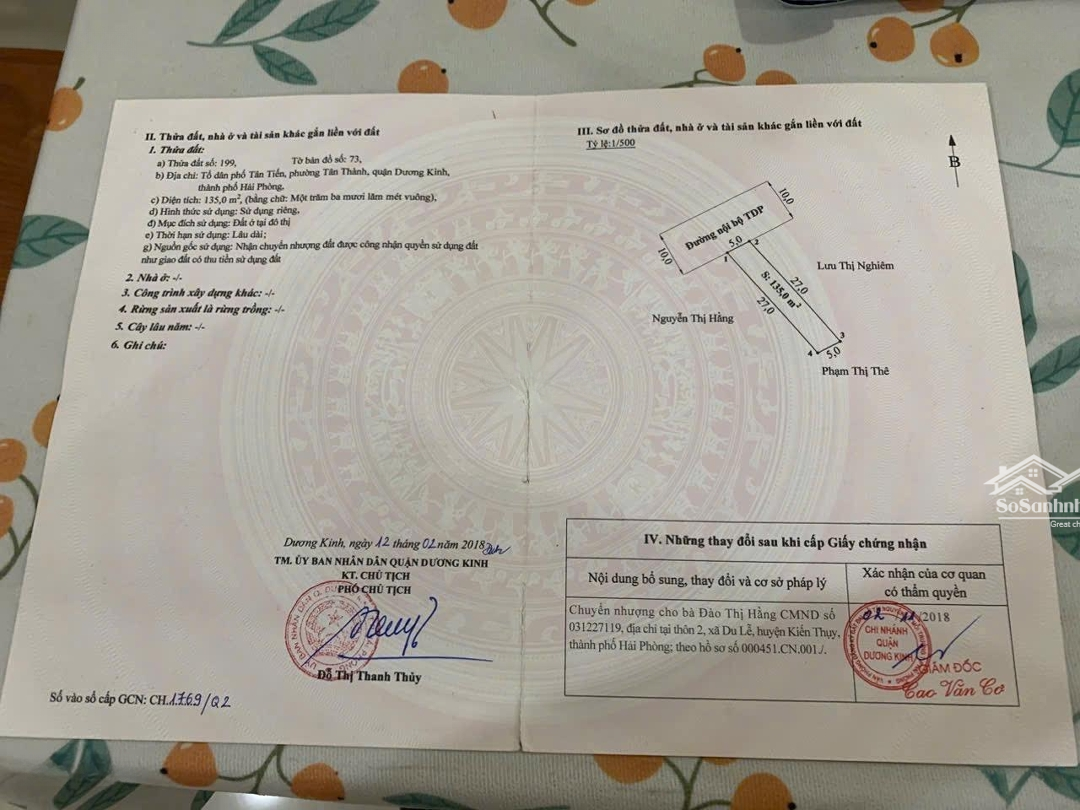 II. Thửa đất, nhà ở và tài sản khác gắn liền với đất
1. Thửa đất:
a) Thửa đất số: 199, Tờ bản đồ số: 73,
b) Địa chỉ: Tổ dân phố Tân Tiến, phường Tân Thành, quận Dương Kinh,
thành phố Hải Phòng,
c) Diện tích: 135,0 m², (bằng chữ: Một trăm ba mươi lăm mét vuông),
d) Hình thức sử dụng: Sử dụng riêng,
đ) Mục đích sử dụng: Đất ở tại đô thị
e) Thời hạn sử dụng: Lâu dài;
g) Nguồn gốc sử dụng: Nhận chuyển nhượng đất được công nhận quyền sử dụng đất
như giao đất có thu tiền sử dụng đất
2. Nhà ở: -/-
3. Công trình xây dựng khác: -/-
4. Rừng sản xuất là rừng trồng: -/-
5. Cây lâu năm: -/-
6. Ghi chú:
Dương Kinh, ngày 12 tháng 02 năm 2018
TM. ỦY BAN NHÂN DÂN QUẬN DƯƠNG KINH
KT. CHỦ TỊCH
PHÓ CHỦ TỊCH
Đỗ Thị Thanh Thủy
Số vào sổ cấp GCN: CH.1769/Q2
III. Sơ đồ thửa đất, nhà ở và tài sản khác gắn liền với đất
Tỷ lệ:1/500
B
10,0
Đường nội bộ TDP
10,0
5,0
1
2
Lưu Thị Nghiêm
S: 135,0 m²
27,0
27,0
Nguyễn Thị Hằng
3
4
5,0
Phạm Thị Thê
SoSanhnh
Great ch
IV. Những thay đổi sau khi cấp Giấy chứng nhận
Nội dung bổ sung, thay đổi và cơ sở pháp lý
Xác nhận của cơ quan
có thẩm quyền
Chuyển nhượng cho bà Đào Thị Hằng CMND số
031227119, địa chỉ tại thôn 2, xã Du Lễ, huyện Kiến Thụy,
thành phố Hải Phòng; theo hồ sơ số 000451.CN.001./.
02/11/2018
CHI NHÁNH
QUẬN
DƯƠNG KINH
GIÁM ĐỐC
Cao Văn Cơ